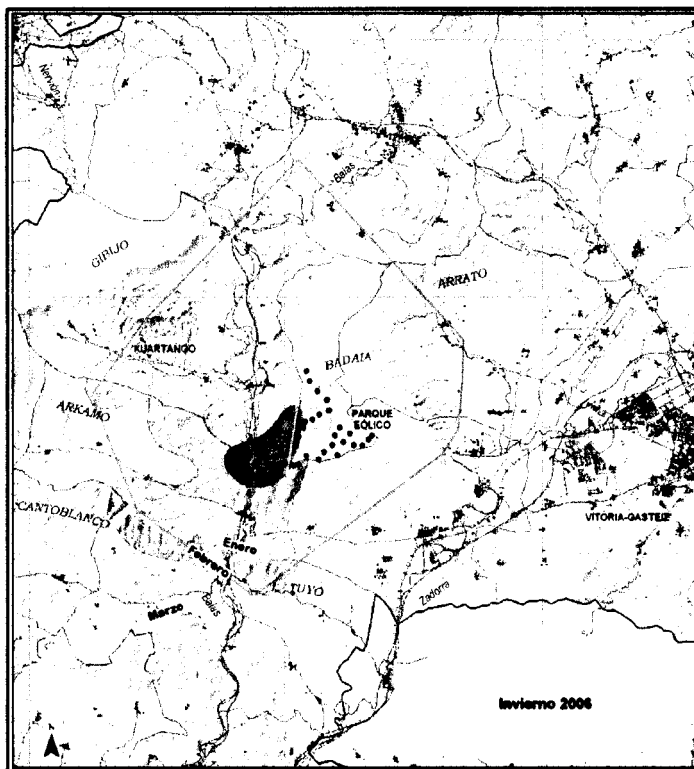 Nervión
Baias
GIBIJO
ARRATO
KUARTANGO
BADAIA
ARKAMO
PARQUE
EOLICO
CANTOBLANCO
VITORIA-GASTEIZ
Enero
Febrero
TUYO
Zadorra
Marzo
Baias
Invierno 2006